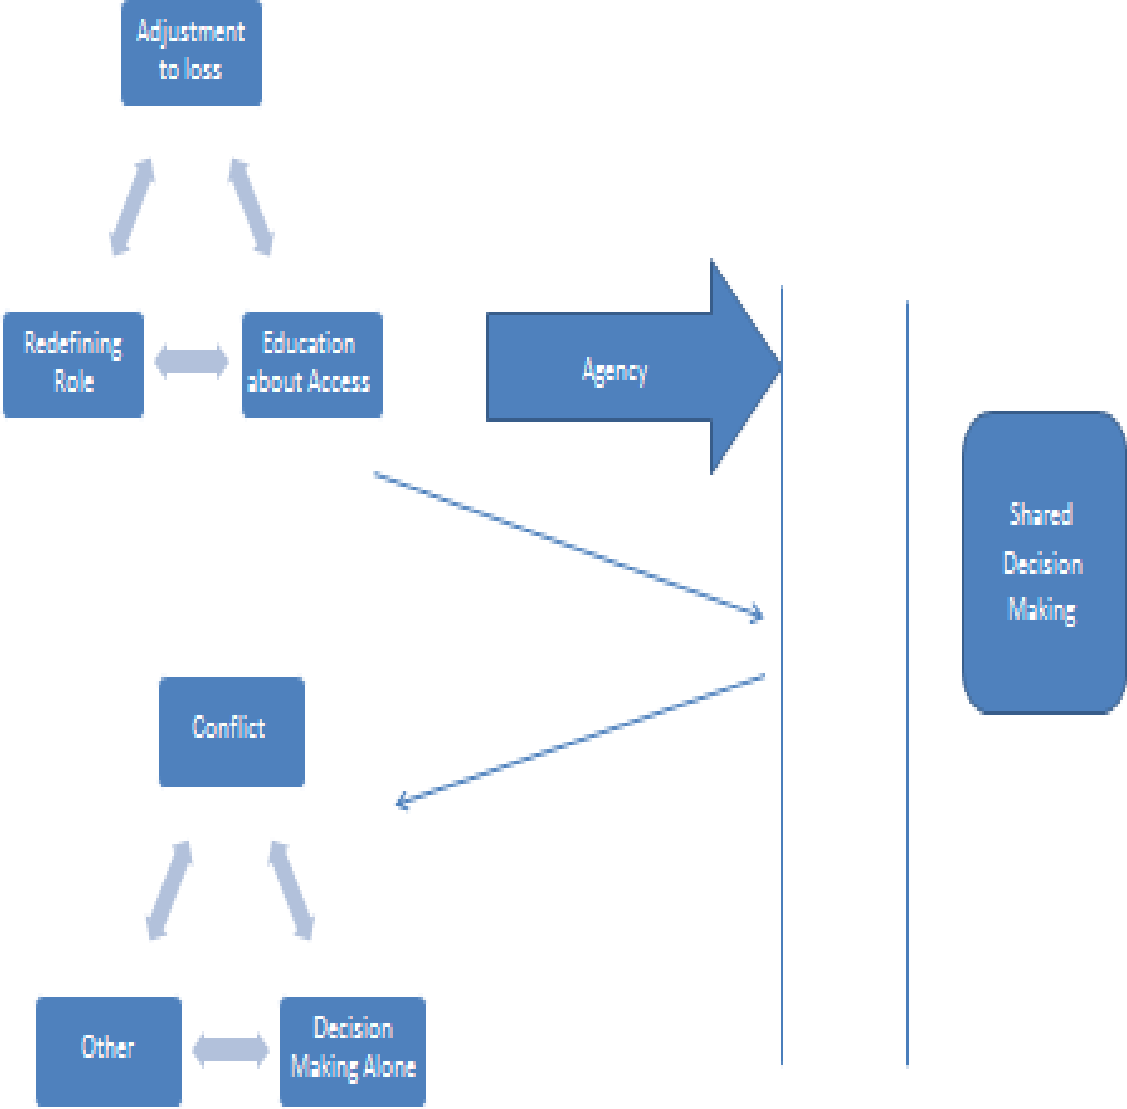 Adjustment
to loss
Redefining
Role
Education
about Access
Agency
Shared
Decision
Making
Conflict
Other
Decision
Making Alone